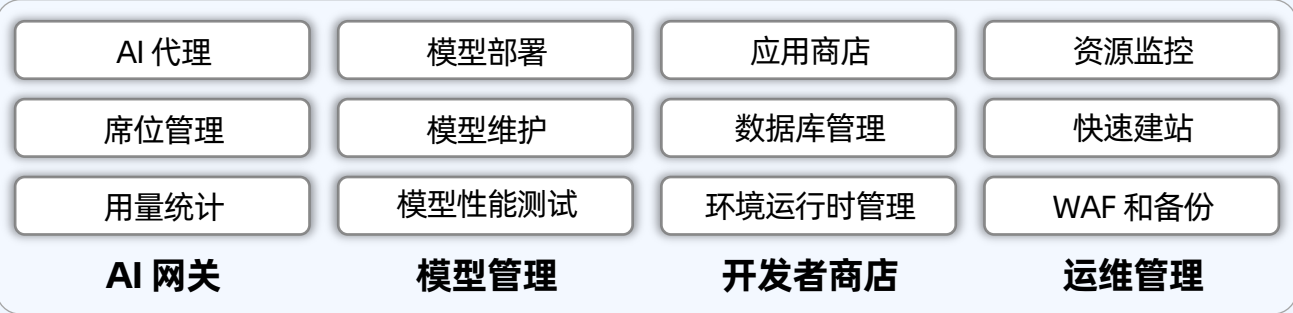 AI 代理
模型部署
应用商店
资源监控
席位管理
模型维护
数据库管理
快速建站
用量统计
模型性能测试
环境运行时管理
WAF 和备份
AI 网关
模型管理
开发者商店
运维管理